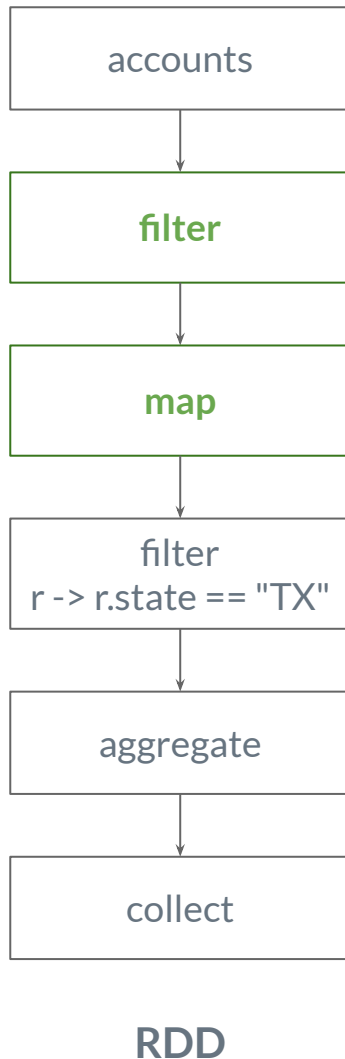 accounts
filter
map
filter
r -> r.state == "TX"
aggregate
collect
RDD